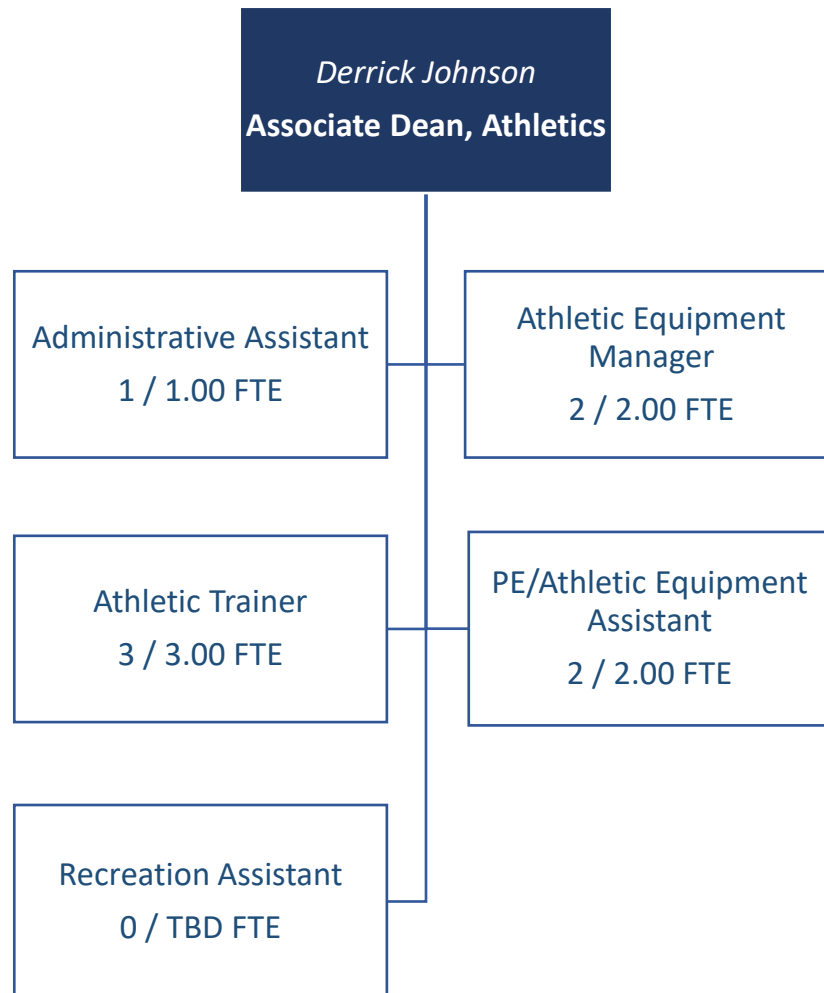 Derrick Johnson
Associate Dean, Athletics
Administrative Assistant
1 / 1.00 FTE
Athletic Equipment
Manager
2 / 2.00 FTE
Athletic Trainer
3 / 3.00 FTE
PE/Athletic Equipment
Assistant
2 / 2.00 FTE
Recreation Assistant
0 / TBD FTE